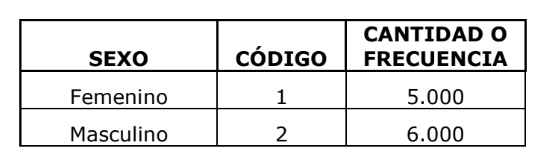 SEXO CÓDIGO CANTIDAD O FRECUENCIA
Femenino 1 5.000
Masculino 2 6.000